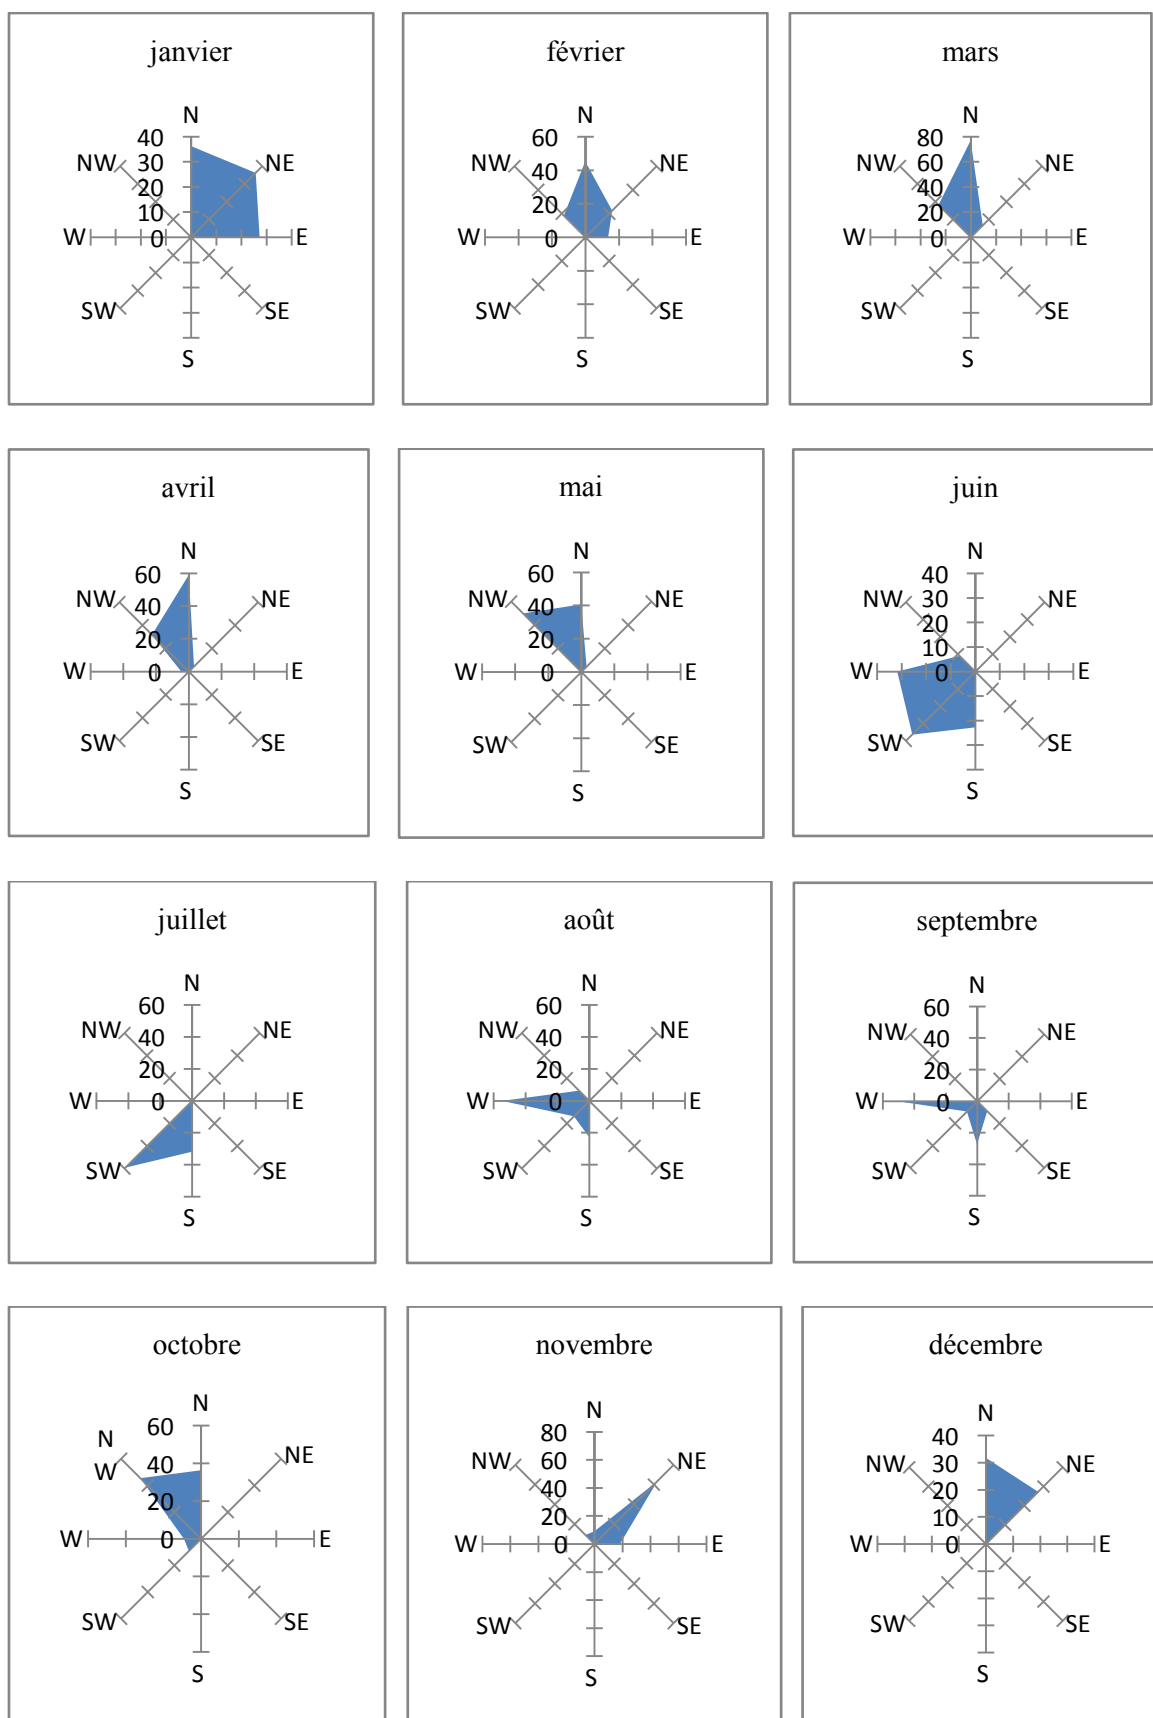 janvier
N
40
30
20
10
0
NW
NE
W
E
SW
SE
S
février
N
60
40
20
0
NW
NE
W
E
SW
SE
S
mars
N
80
60
40
20
0
NW
NE
W
E
SW
SE
S
avril
N
60
40
20
0
NW
NE
W
E
SW
SE
S
mai
N
60
40
20
0
NW
NE
W
E
SW
SE
S
juin
N
40
30
20
10
0
NW
NE
W
E
SW
SE
S
juillet
N
60
40
20
0
NW
NE
W
E
SW
SE
S
août
N
60
40
20
0
NW
NE
W
E
SW
SE
S
septembre
N
60
40
20
0
NW
NE
W
E
SW
SE
S
octobre
N
60
40
20
0
N
W
NE
W
E
SW
SE
S
novembre
N
80
60
40
20
0
NW
NE
W
E
SW
SE
S
décembre
N
40
30
20
10
0
NW
NE
W
E
SW
SE
S